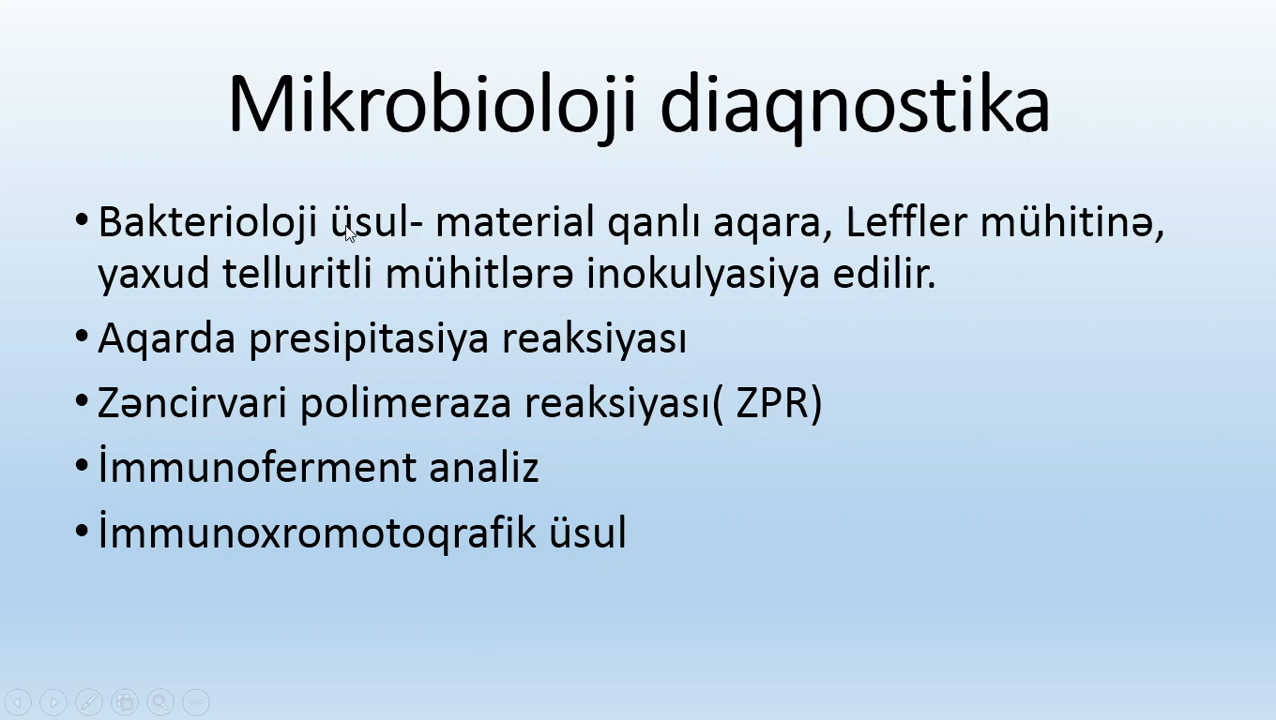 Mikrobioloji diaqnostika
• Bakterioloji üsul- material qanlı aqara, Leffler mühitinə,
yaxud telluritli mühitlərə inokulyasiya edilir.
• Aqarda presipitasiya reaksiyası
• Zəncirvari polimeraza reaksiyası( ZPR)
• İmmunoferment analiz
• İmmunoxromotoqrafik üsul